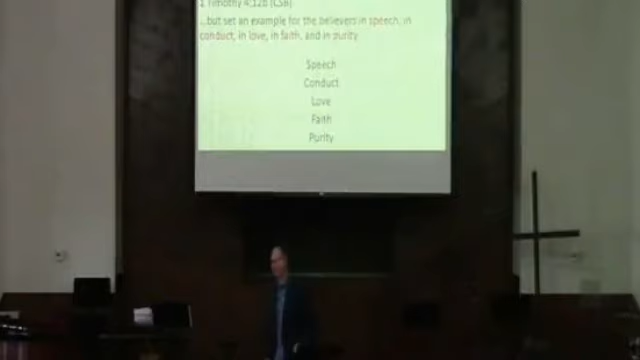 1 Timothy 4:12b (CSB)
...but set an example for the believers in speech, in
conduct, in love, in faith, and in purity
Speech
Conduct
Love
Faith
Purity